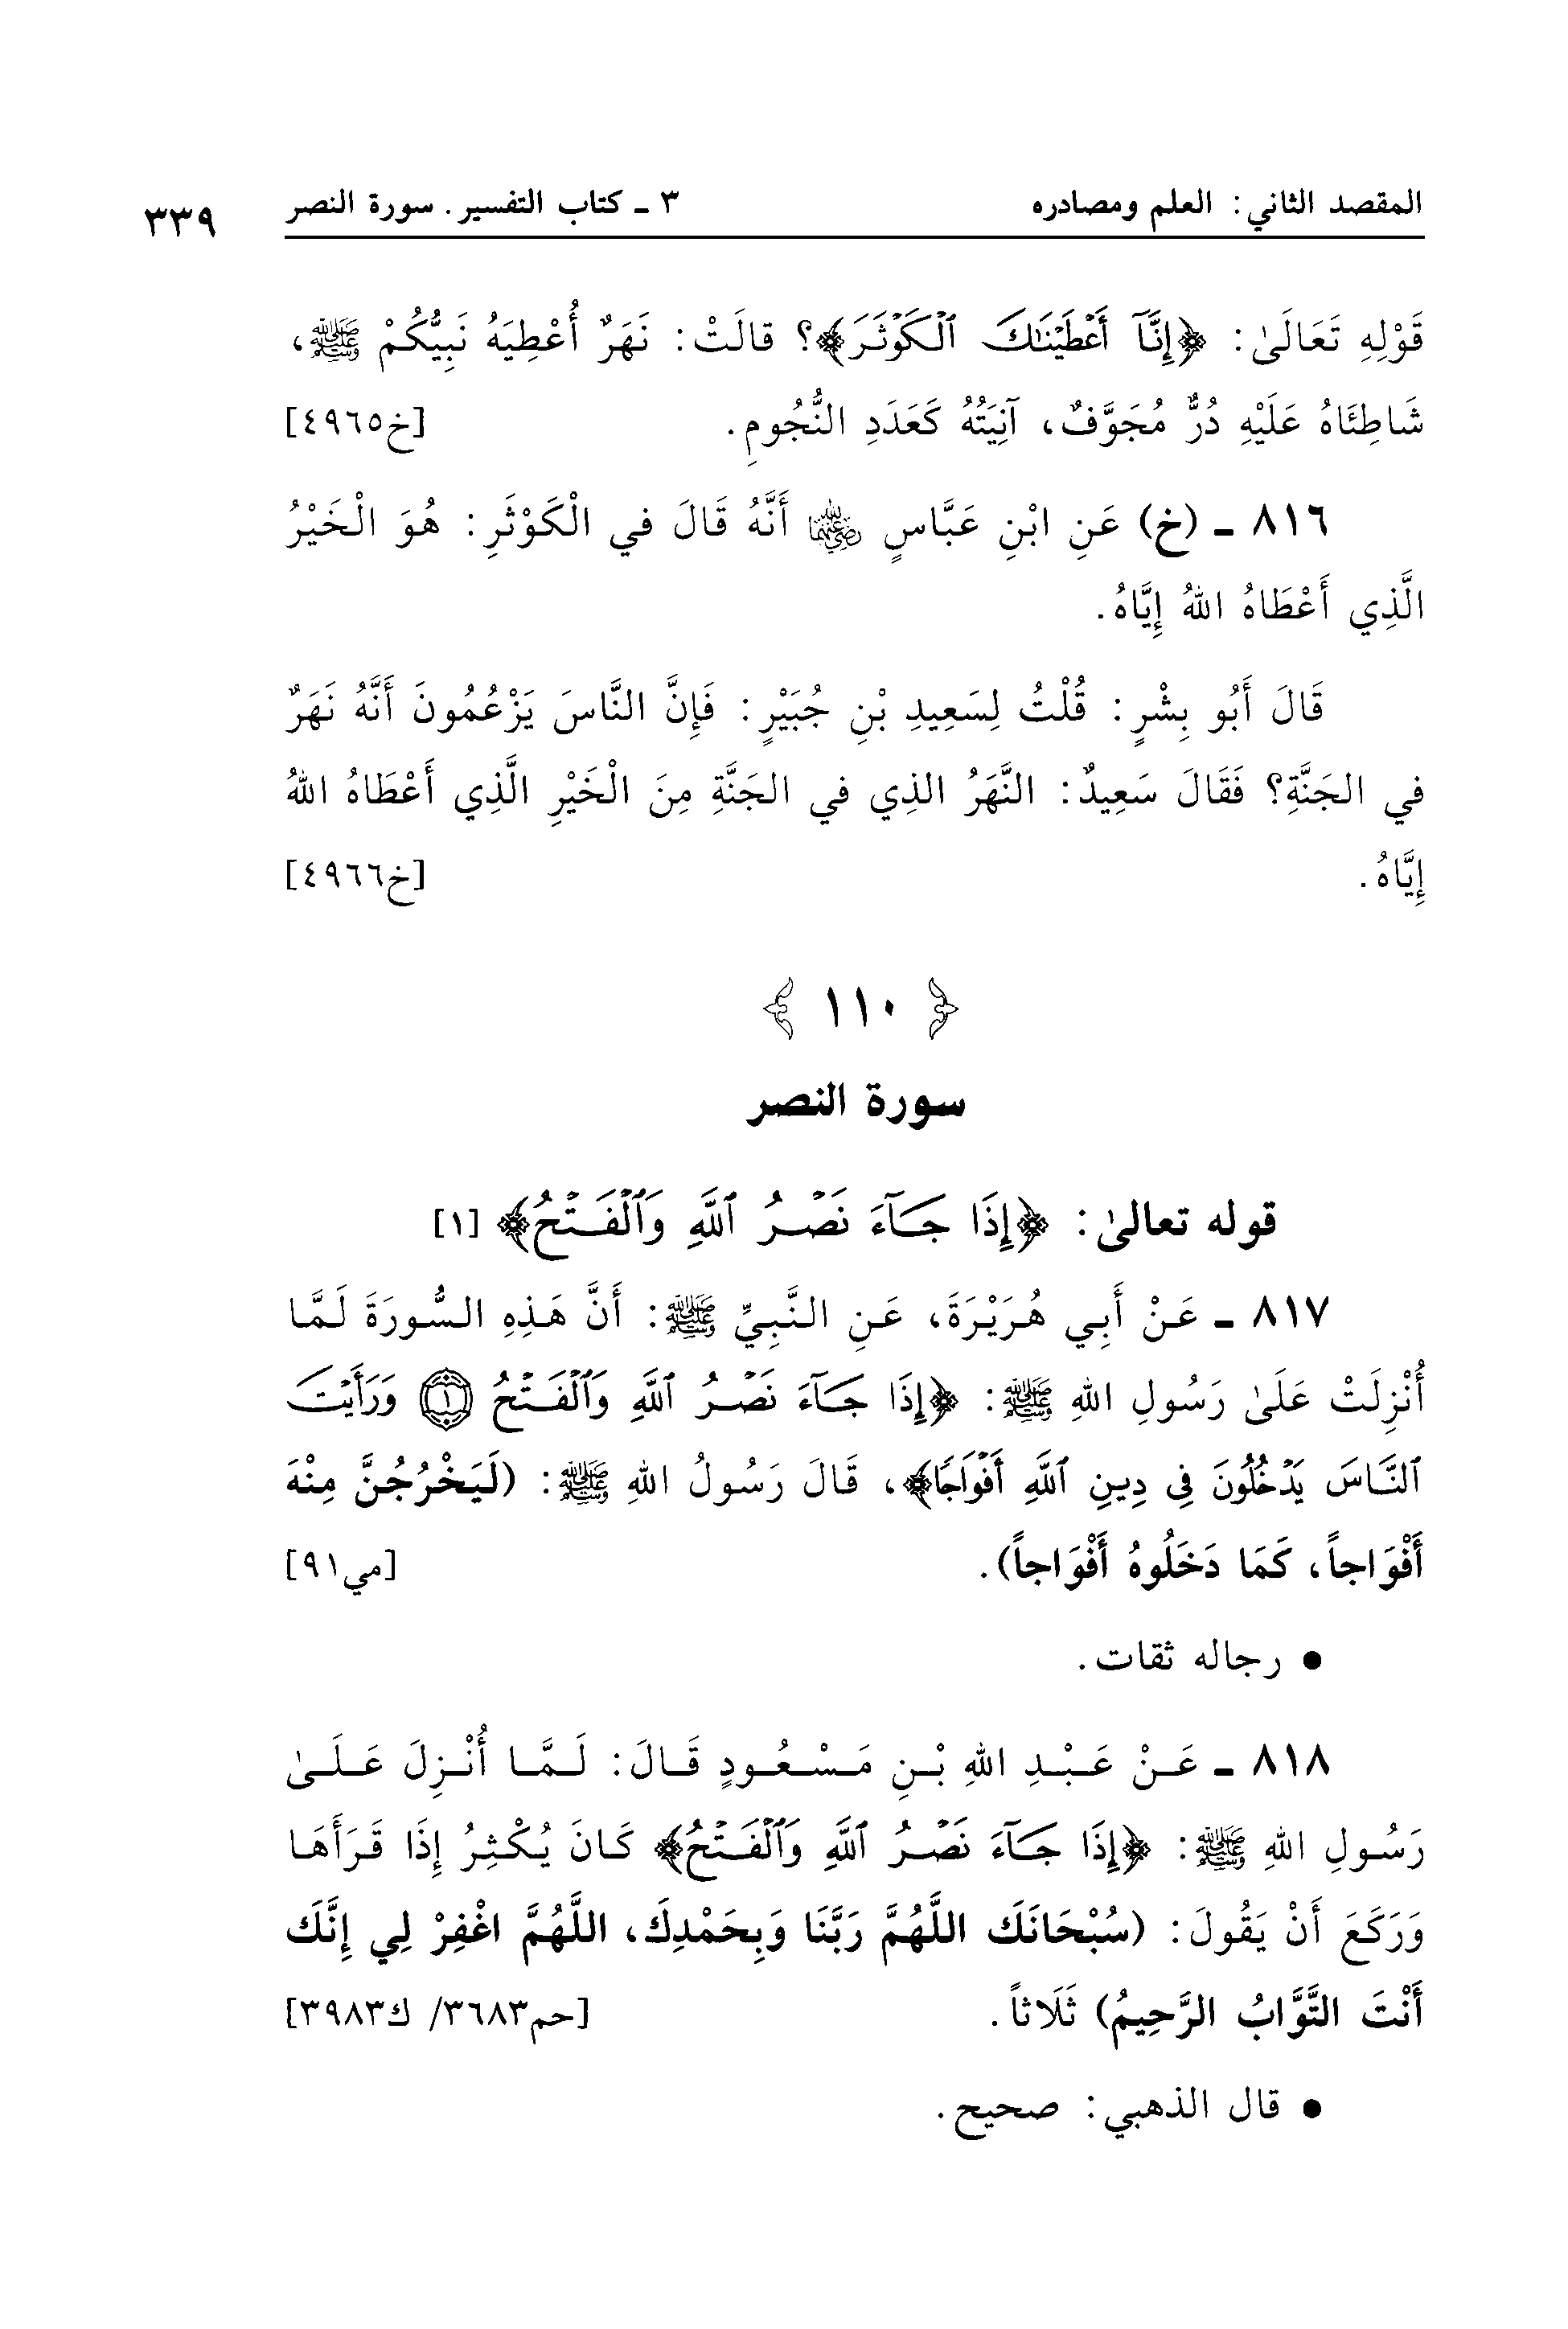 المقصد الثاني: العلم ومصادره ٣ ـ كتاب التفسير. سورة النصر ٣٣٩
قَوْلِهِ تَعَالَىٰ: ﴿إِنَّآ أَعْطَيْنَٰكَ ٱلْكَوْثَرَ﴾؟ قالَتْ: نَهَرٌ أُعْطِيَهُ نَبِيُّكُمْ ﷺ،
شَاطِئَاهُ عَلَيْهِ دُرٌّ مُجَوَّفٌ، آنِيَتُهُ كَعَدَدِ النُّجُومِ. [خ٤٩٦٥]
٨١٦ ـ (خ) عَنِ ابْنِ عَبَّاسٍ رضي الله عنهما أَنَّهُ قَالَ في الْكَوْثَرِ: هُوَ الْخَيْرُ
الَّذِي أَعْطَاهُ اللهُ إِيَّاهُ.
قَالَ أَبُو بِشْرٍ: قُلْتُ لِسَعِيدِ بْنِ جُبَيْرٍ: فَإِنَّ النَّاسَ يَزْعُمُونَ أَنَّهُ نَهَرٌ
في الجَنَّةِ؟ فَقَالَ سَعِيدٌ: النَّهَرُ الذِي في الجَنَّةِ مِنَ الْخَيْرِ الَّذِي أَعْطَاهُ اللهُ
إِيَّاهُ. [خ٤٩٦٦]
﴿ ١١٠ ﴾
سورة النصر
قوله تعالىٰ: ﴿إِذَا جَآءَ نَصْرُ ٱللَّهِ وَٱلْفَتْحُ﴾ [١]
٨١٧ ـ عَنْ أَبِي هُرَيْرَةَ، عَنِ النَّبِيِّ ﷺ: أَنَّ هَذِهِ السُّورَةَ لَمَّا
أُنْزِلَتْ عَلَىٰ رَسُولِ اللهِ ﷺ: ﴿إِذَا جَآءَ نَصْرُ ٱللَّهِ وَٱلْفَتْحُ ۝١ وَرَأَيْتَ
ٱلنَّاسَ يَدْخُلُونَ فِى دِينِ ٱللَّهِ أَفْوَاجًا﴾، قَالَ رَسُولُ اللهِ ﷺ: (لَيَخْرُجُنَّ مِنْهَ
أَفْوَاجاً، كَمَا دَخَلُوهُ أَفْوَاجاً). [مي٩١]
● رجاله ثقات.
٨١٨ ـ عَنْ عَبْدِ اللهِ بْنِ مَسْعُودٍ قَالَ: لَمَّا أُنْزِلَ عَلَىٰ
رَسُولِ اللهِ ﷺ: ﴿إِذَا جَآءَ نَصْرُ ٱللَّهِ وَٱلْفَتْحُ﴾ كَانَ يُكْثِرُ إِذَا قَرَأَهَا
وَرَكَعَ أَنْ يَقُولَ: (سُبْحَانَكَ اللَّهُمَّ رَبَّنَا وَبِحَمْدِكَ، اللَّهُمَّ اغْفِرْ لِي إِنَّكَ
أَنْتَ التَّوَّابُ الرَّحِيمُ) ثَلَاثاً. [حم٣٦٨٣/ ك٣٩٨٣]
● قال الذهبي: صحيح.